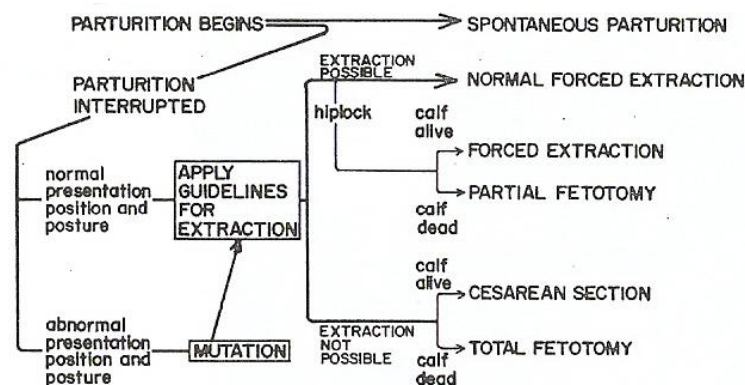 PARTURITION BEGINS
SPONTANEOUS PARTURITION
PARTURITION
INTERRUPTED
EXTRACTION
POSSIBLE
NORMAL FORCED EXTRACTION
hiplock
calf
alive
FORCED EXTRACTION
normal
presentation
position and
posture
APPLY
GUIDELINES
FOR
EXTRACTION
PARTIAL FETOTOMY
calf
dead
calf
alive
CESAREAN SECTION
abnormal
presentation
position and
posture
MUTATION
EXTRACTION
NOT
POSSIBLE
TOTAL FETOTOMY
calf
dead